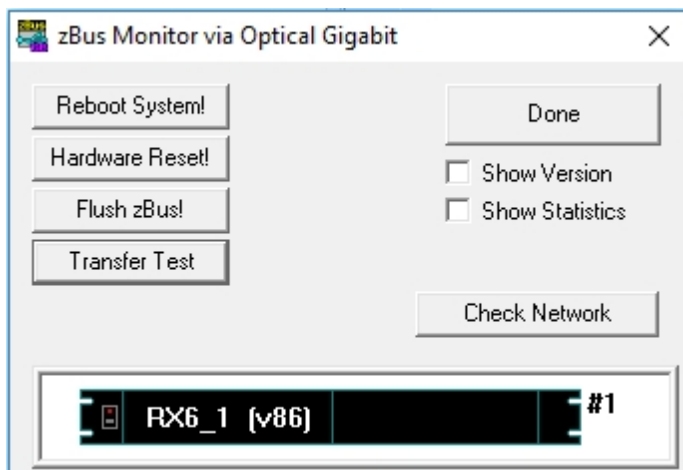 zBus Monitor via Optical Gigabit
Reboot System!
Done
Hardware Reset!
Show Version
Flush zBus!
Show Statistics
Transfer Test
Check Network
RX6_1 (v86)
#1